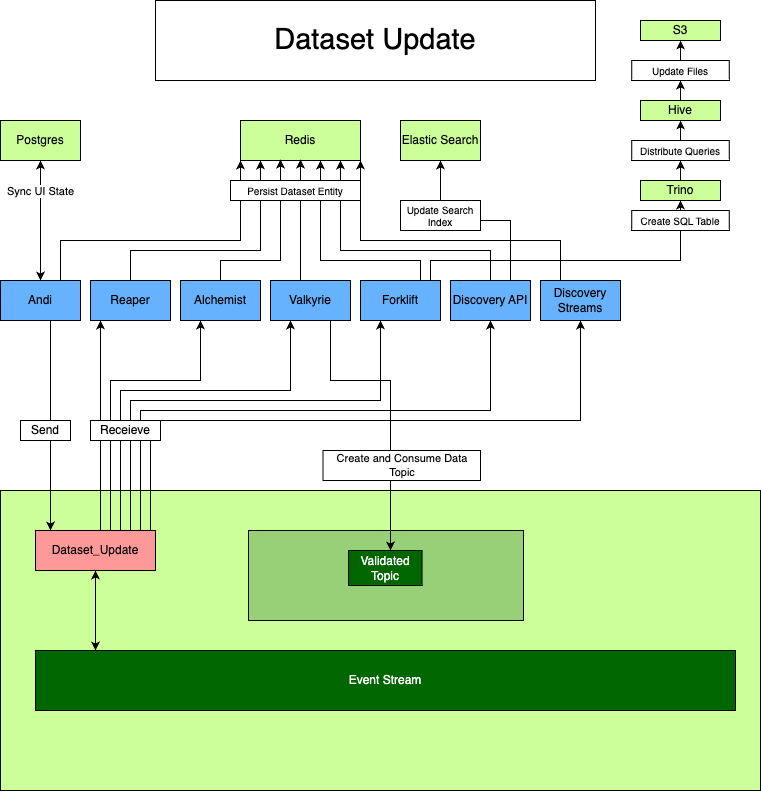 Dataset Update
S3
Update Files
Hive
Distribute Queries
Trino
Create SQL Table
Postgres
Redis
Elastic Search
Sync UI State
Persist Dataset Entity
Update Search
Index
Andi
Reaper
Alchemist
Valkyrie
Forklift
Discovery API
Discovery
Streams
Send
Receieve
Create and Consume Data
Topic
Dataset_Update
Validated
Topic
Event Stream